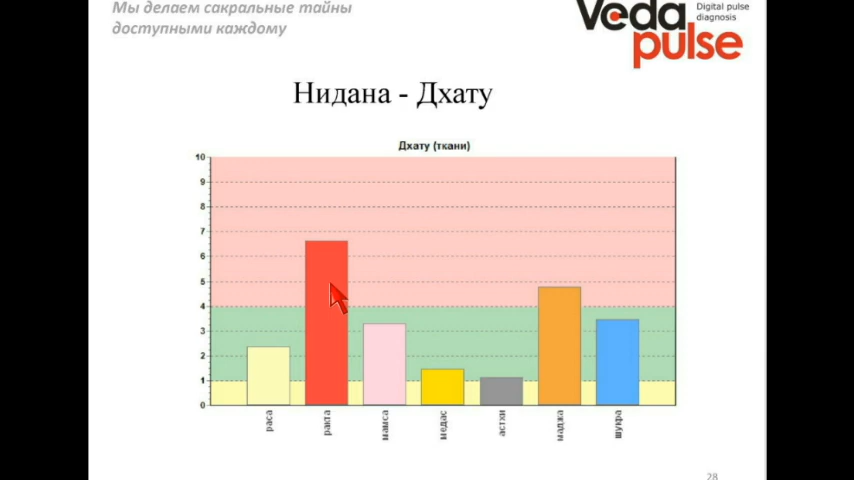 Мы делаем сакральные тайны
доступными каждому
Veda
pulse
Digital pulse
diagnosis
Нидана - Дхату
Дхату (ткани)
10
9
8
7
6
5
4
3
2
1
0
раса
ракта
мамса
медас
астхи
маджа
шукра
28